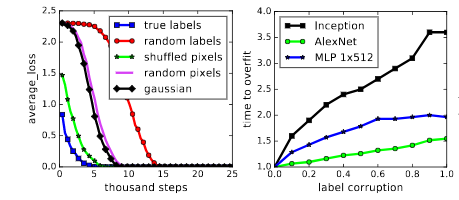 2.5
2.0
1.5
1.0
0.5
0.0
0 5 10 15 20 25
average_loss
thousand steps
true labels
random labels
shuffled pixels
random pixels
gaussian
4.0
3.5
3.0
2.5
2.0
1.5
1.0
0.0 0.2 0.4 0.6 0.8 1.0
time to overfit
label corruption
Inception
AlexNet
MLP 1x512